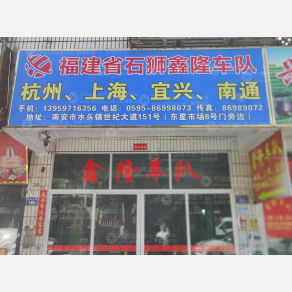 福建省石狮鑫隆车队
杭州、上海、宜兴、南通
手机：13959716356 电话：0595-86998073 传真：86989072
地址：南安市水头镇世纪大道151号（东星市场8号门旁边）
鑫隆车队